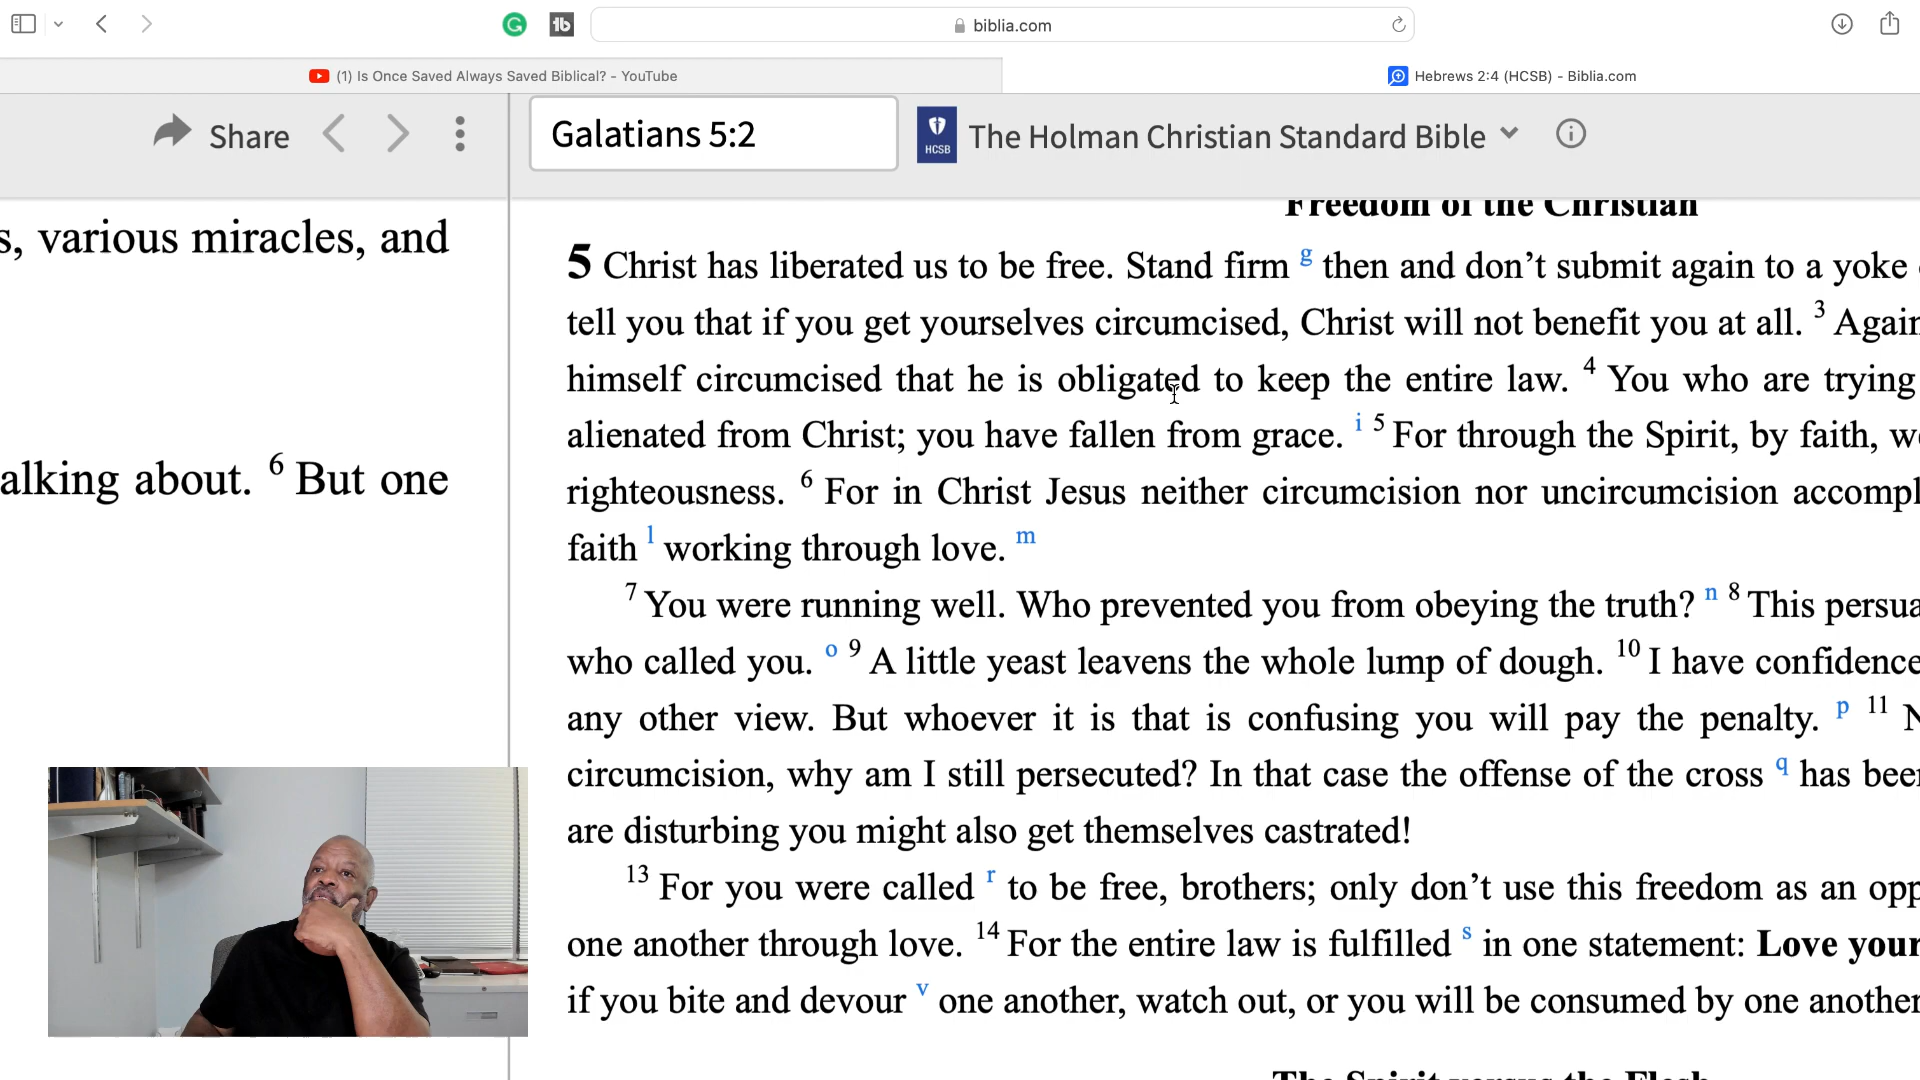 biblia.com
(1) Is Once Saved Always Saved Biblical? - YouTube
Hebrews 2:4 (HCSB) - Biblia.com
Share
Galatians 5:2
HCSB
The Holman Christian Standard Bible
s, various miracles, and
alking about. 6 But one
Freedom of the Christian
5 Christ has liberated us to be free. Stand firm g then and don’t submit again to a yoke
tell you that if you get yourselves circumcised, Christ will not benefit you at all. 3 Again
himself circumcised that he is obligated to keep the entire law. 4 You who are trying
alienated from Christ; you have fallen from grace. i 5 For through the Spirit, by faith, we
righteousness. 6 For in Christ Jesus neither circumcision nor uncircumcision accompl
faith l working through love. m
7 You were running well. Who prevented you from obeying the truth? n 8 This persua
who called you. o 9 A little yeast leavens the whole lump of dough. 10 I have confidence
any other view. But whoever it is that is confusing you will pay the penalty. p 11 N
circumcision, why am I still persecuted? In that case the offense of the cross q has been
are disturbing you might also get themselves castrated!
13 For you were called r to be free, brothers; only don’t use this freedom as an opp
one another through love. 14 For the entire law is fulfilled s in one statement: Love your
if you bite and devour v one another, watch out, or you will be consumed by one another
The Spirit versus the Flesh